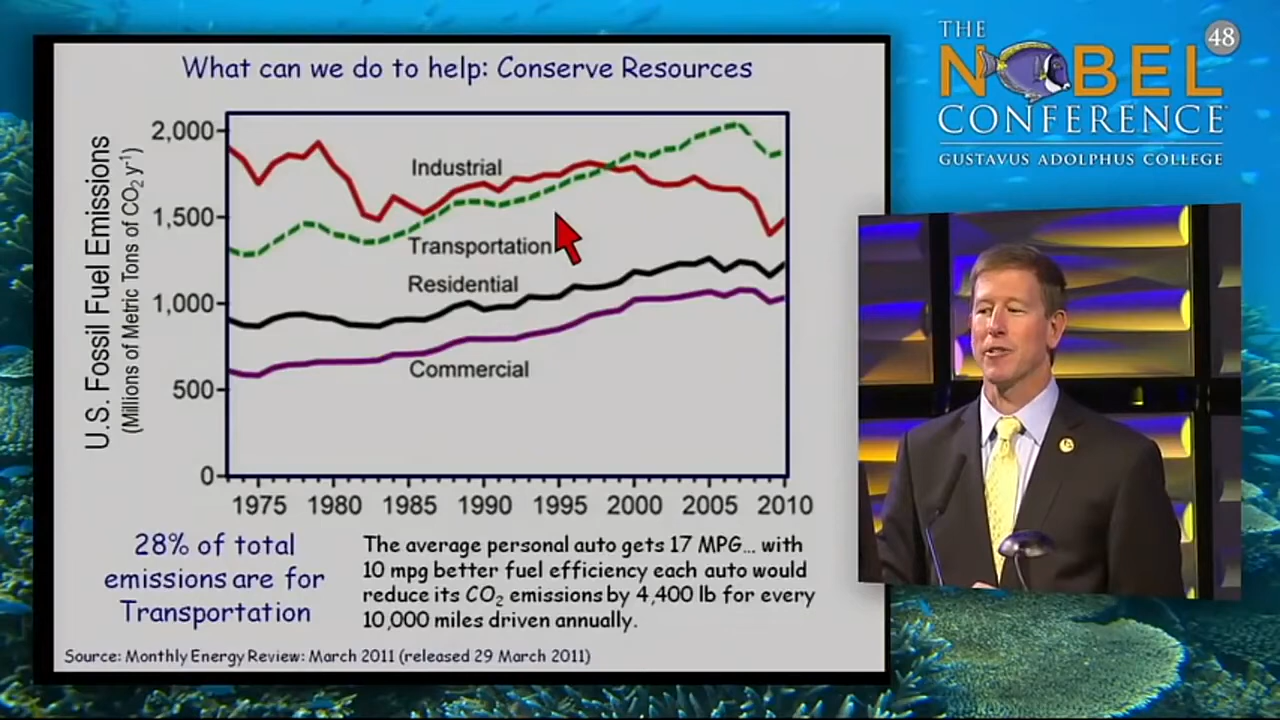 What can we do to help: Conserve Resources
U.S. Fossil Fuel Emissions
(Millions of Metric Tons of CO2 y-1)
2,000
1,500
1,000
500
0
Industrial
Transportation
Residential
Commercial
1975 1980 1985 1990 1995 2000 2005 2010
28% of total
emissions are for
Transportation
The average personal auto gets 17 MPG... with
10 mpg better fuel efficiency each auto would
reduce its CO2 emissions by 4,400 lb for every
10,000 miles driven annually.
Source: Monthly Energy Review: March 2011 (released 29 March 2011)
THE
NOBEL
48
CONFERENCE
GUSTAVUS ADOLPHUS COLLEGE